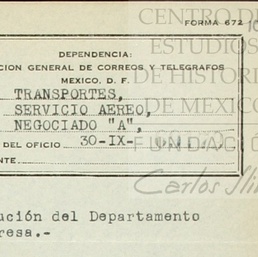 CENTRO DE
FORMA 672
ESTUDIOS
DEPENDENCIA:
CION GENERAL DE CORREOS Y TELEGRAFOS
DE HISTORIA
MEXICO, D. F.
TRANSPORTES,
SERVICIO AEREO,
DE MEXICO
NEGOCIADO "A",
DEL OFICIO 30-IX-
FUNDACIÓN
NTE
Carlos Slim
ución del Departamento
resa.-